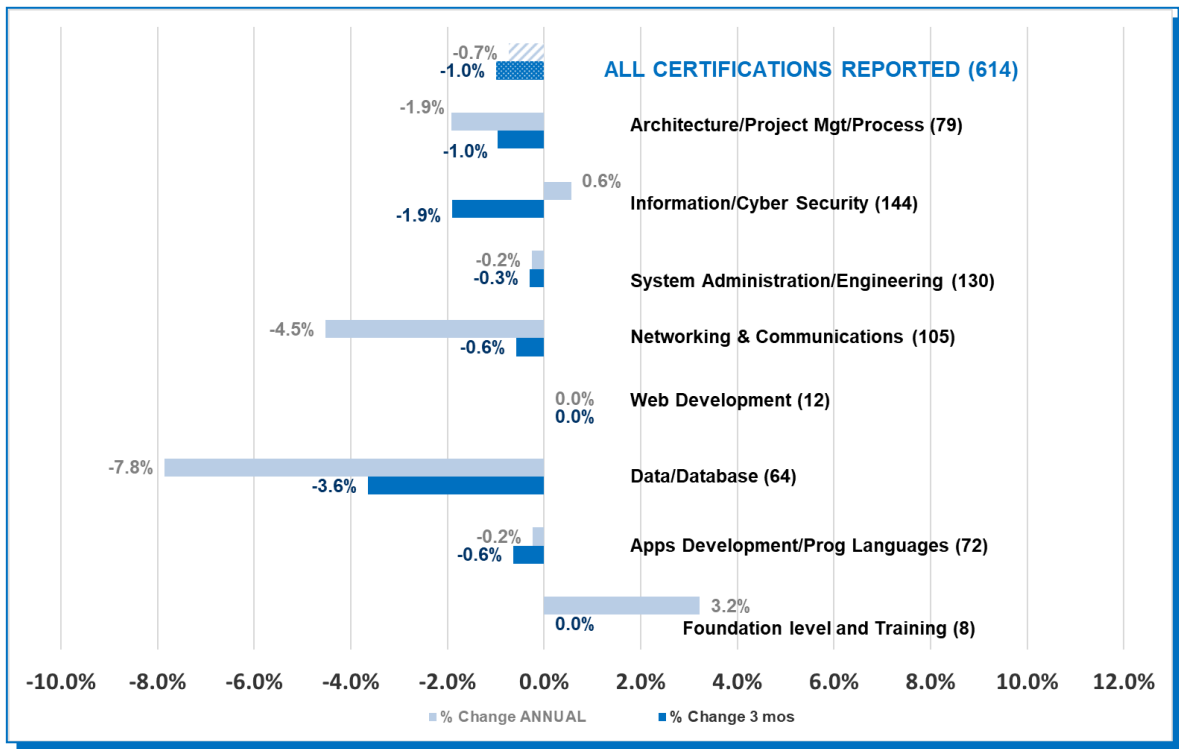 -0.7%
-1.0%
ALL CERTIFICATIONS REPORTED (614)
-1.9%
-1.0%
Architecture/Project Mgt/Process (79)
0.6%
-1.9%
Information/Cyber Security (144)
-0.2%
-0.3%
System Administration/Engineering (130)
-4.5%
-0.6%
Networking & Communications (105)
0.0%
0.0%
Web Development (12)
-7.8%
-3.6%
Data/Database (64)
-0.2%
-0.6%
Apps Development/Prog Languages (72)
3.2%
0.0%
Foundation level and Training (8)
-10.0% -8.0% -6.0% -4.0% -2.0% 0.0% 2.0% 4.0% 6.0% 8.0% 10.0% 12.0%
% Change ANNUAL % Change 3 mos